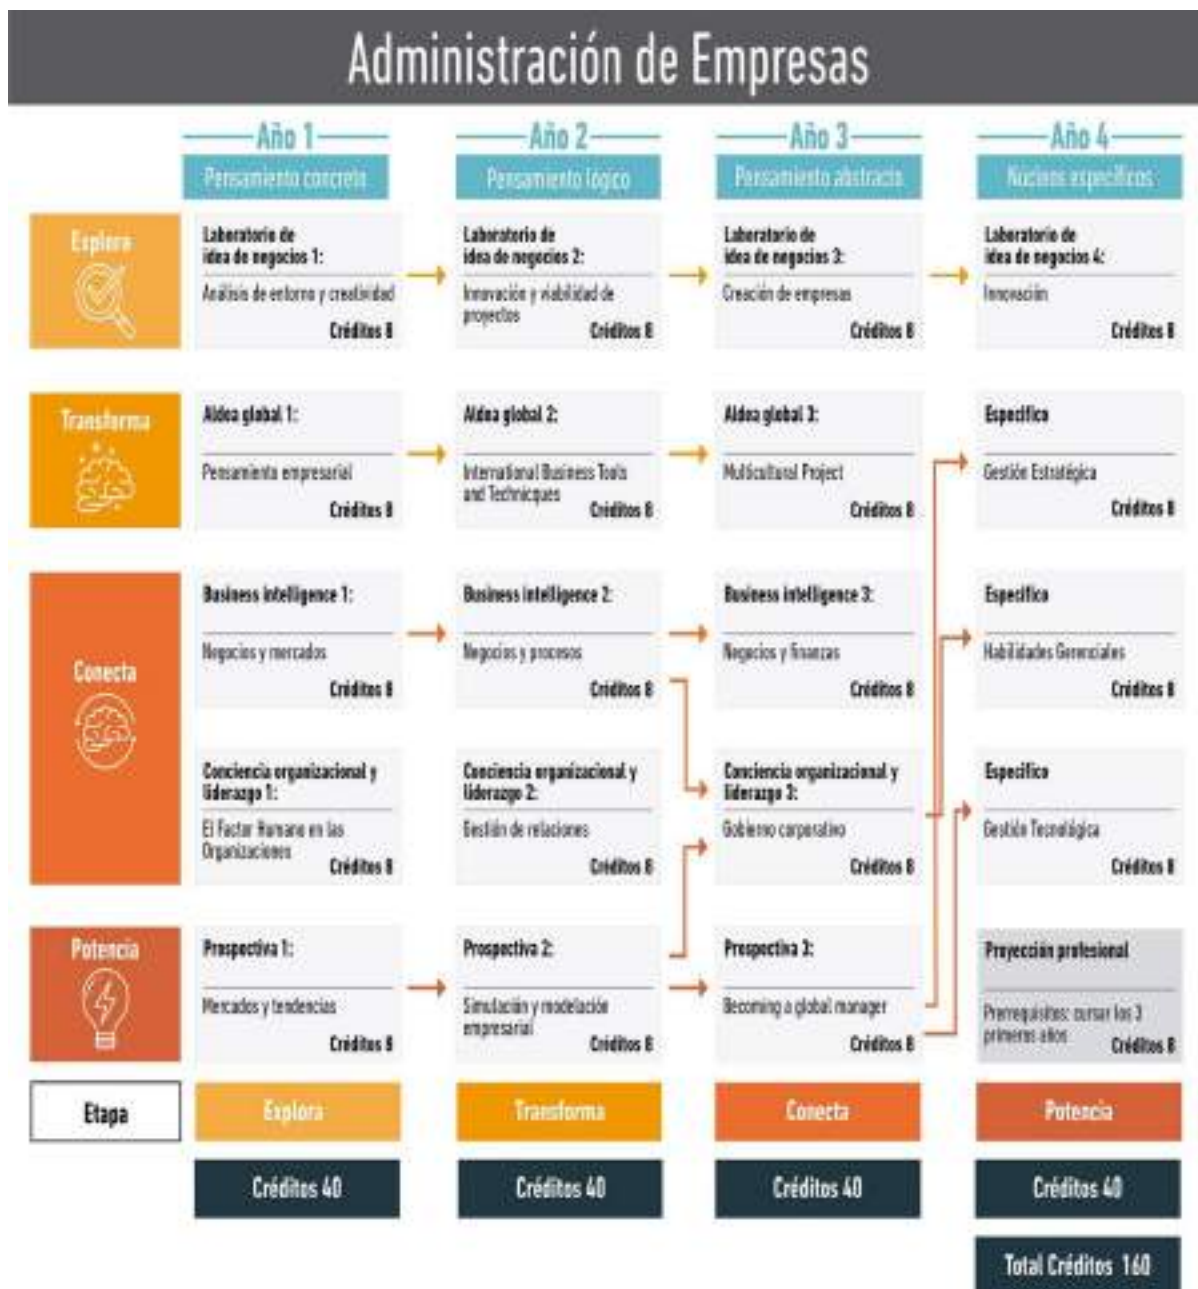 Administración de Empresas
Año 1
Pensamiento concreto
Año 2
Pensamiento lógico
Año 3
Pensamiento abstracto
Año 4
Núcleos específicos
Explora
Laboratorio de
idea de negocios 1:
Análisis de entorno y creatividad
Créditos 8
Laboratorio de
idea de negocios 2:
Innovación y viabilidad de
proyectos
Créditos 8
Laboratorio de
idea de negocios 3:
Creación de empresas
Créditos 8
Laboratorio de
idea de negocios 4:
Innovación
Créditos 8
Transforma
Aldea global 1:
Pensamiento empresarial
Créditos 8
Aldea global 2:
International Business Tools
and Technicques
Créditos 8
Aldea global 3:
Multicultural Project
Créditos 8
Específico
Gestión Estratégica
Créditos 8
Conecta
Business intelligence 1:
Negocios y mercados
Créditos 8
Business intelligence 2:
Negocios y procesos
Créditos 8
Business intelligence 3:
Negocios y finanzas
Créditos 8
Específico
Habilidades Gerenciales
Créditos 8
Conciencia organizacional y
liderazgo 1:
El Factor Humano en las
Organizaciones
Créditos 8
Conciencia organizacional y
liderazgo 2:
Gestión de relaciones
Créditos 8
Conciencia organizacional y
liderazgo 3:
Gobierno corporativo
Créditos 8
Específico
Gestión Tecnológica
Créditos 8
Potencia
Prospectiva 1:
Mercados y tendencias
Créditos 8
Prospectiva 2:
Simulación y modelación
empresarial
Créditos 8
Prospectiva 3:
Becoming a global manager
Créditos 8
Proyección profesional
Prerrequisitos: cursar los 3
primeros años
Créditos 8
Etapa
Explora
Transforma
Conecta
Potencia
Créditos 40
Créditos 40
Créditos 40
Créditos 40
Total Créditos 160